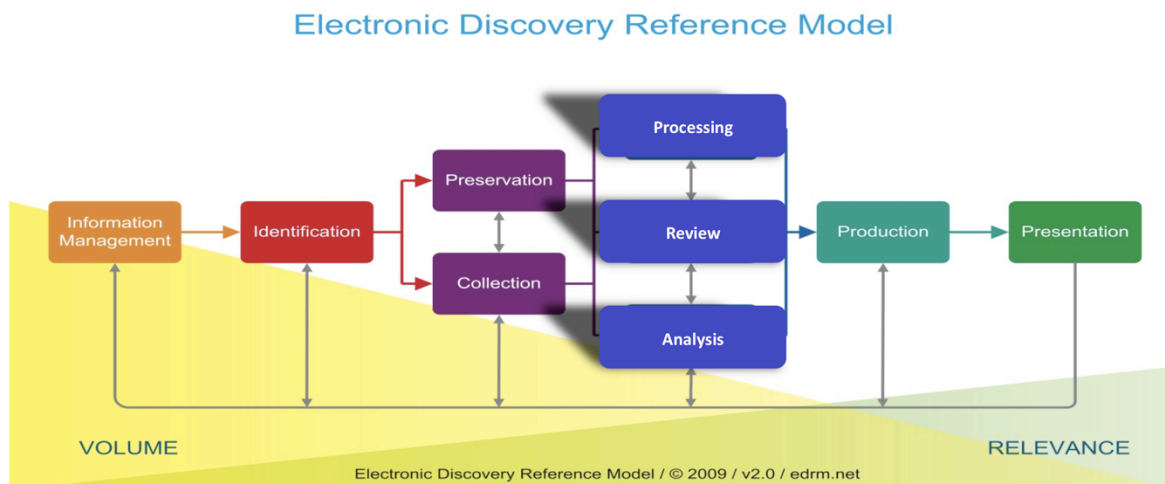 Electronic Discovery Reference Model
Processing
Preservation
Information
Management
Identification
Review
Production
Presentation
Collection
Analysis
VOLUME
RELEVANCE
Electronic Discovery Reference Model / © 2009 / v2.0 / edrm.net